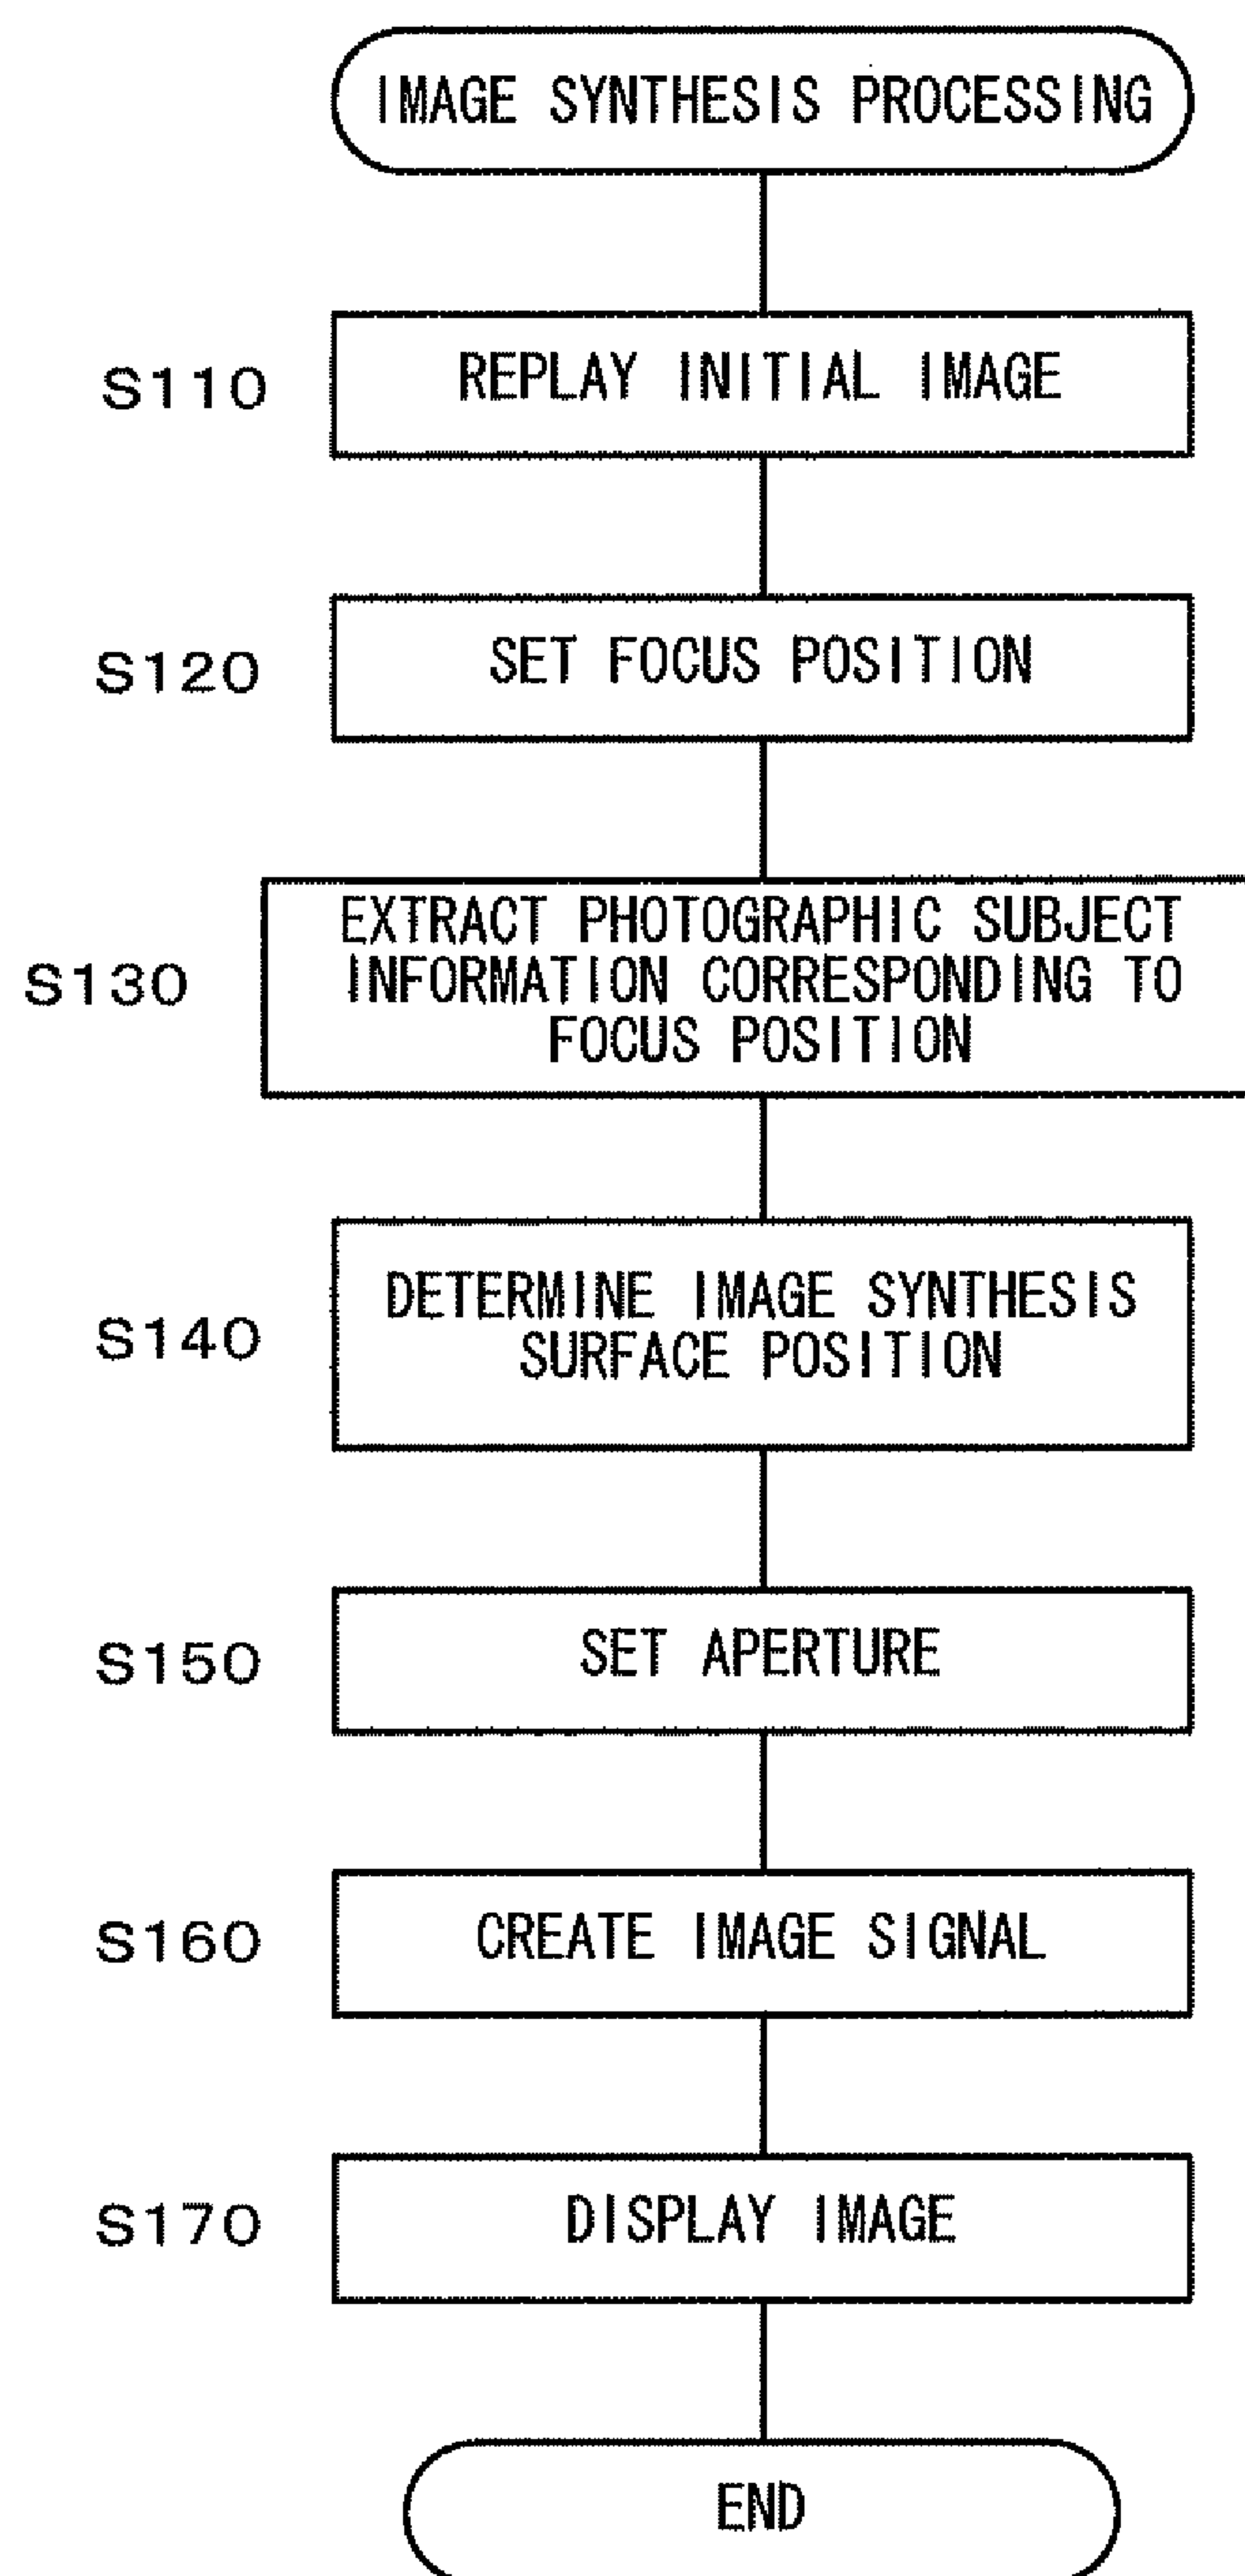 IMAGE SYNTHESIS PROCESSING
S110
REPLAY INITIAL IMAGE
S120
SET FOCUS POSITION
S130
EXTRACT PHOTOGRAPHIC SUBJECT
INFORMATION CORRESPONDING TO
FOCUS POSITION
S140
DETERMINE IMAGE SYNTHESIS
SURFACE POSITION
S150
SET APERTURE
S160
CREATE IMAGE SIGNAL
S170
DISPLAY IMAGE
END